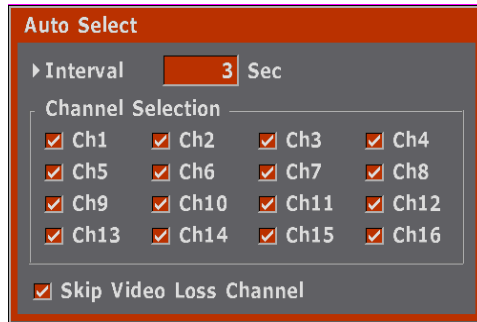 Auto Select
Interval 3 Sec
Channel Selection
Ch1 Ch2 Ch3 Ch4
Ch5 Ch6 Ch7 Ch8
Ch9 Ch10 Ch11 Ch12
Ch13 Ch14 Ch15 Ch16
Skip Video Loss Channel